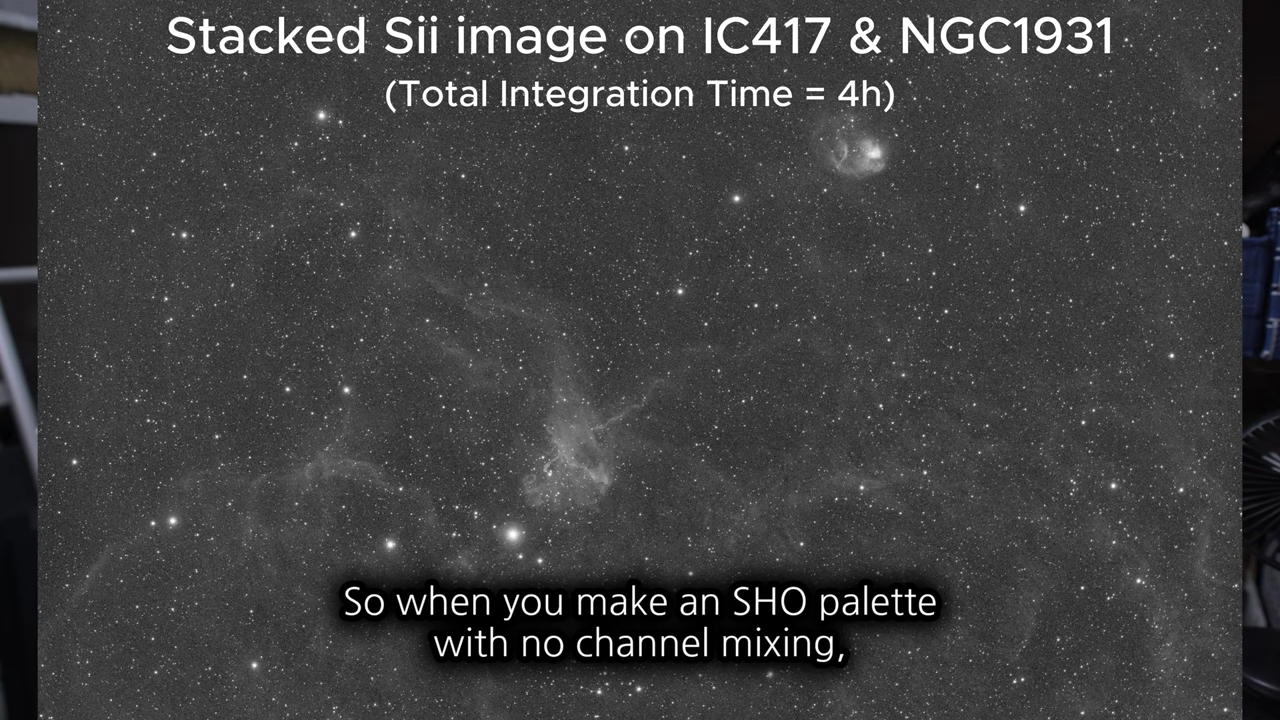 Stacked Sii image on IC417 & NGC1931
(Total Integration Time = 4h)
So when you make an SHO palette
with no channel mixing,